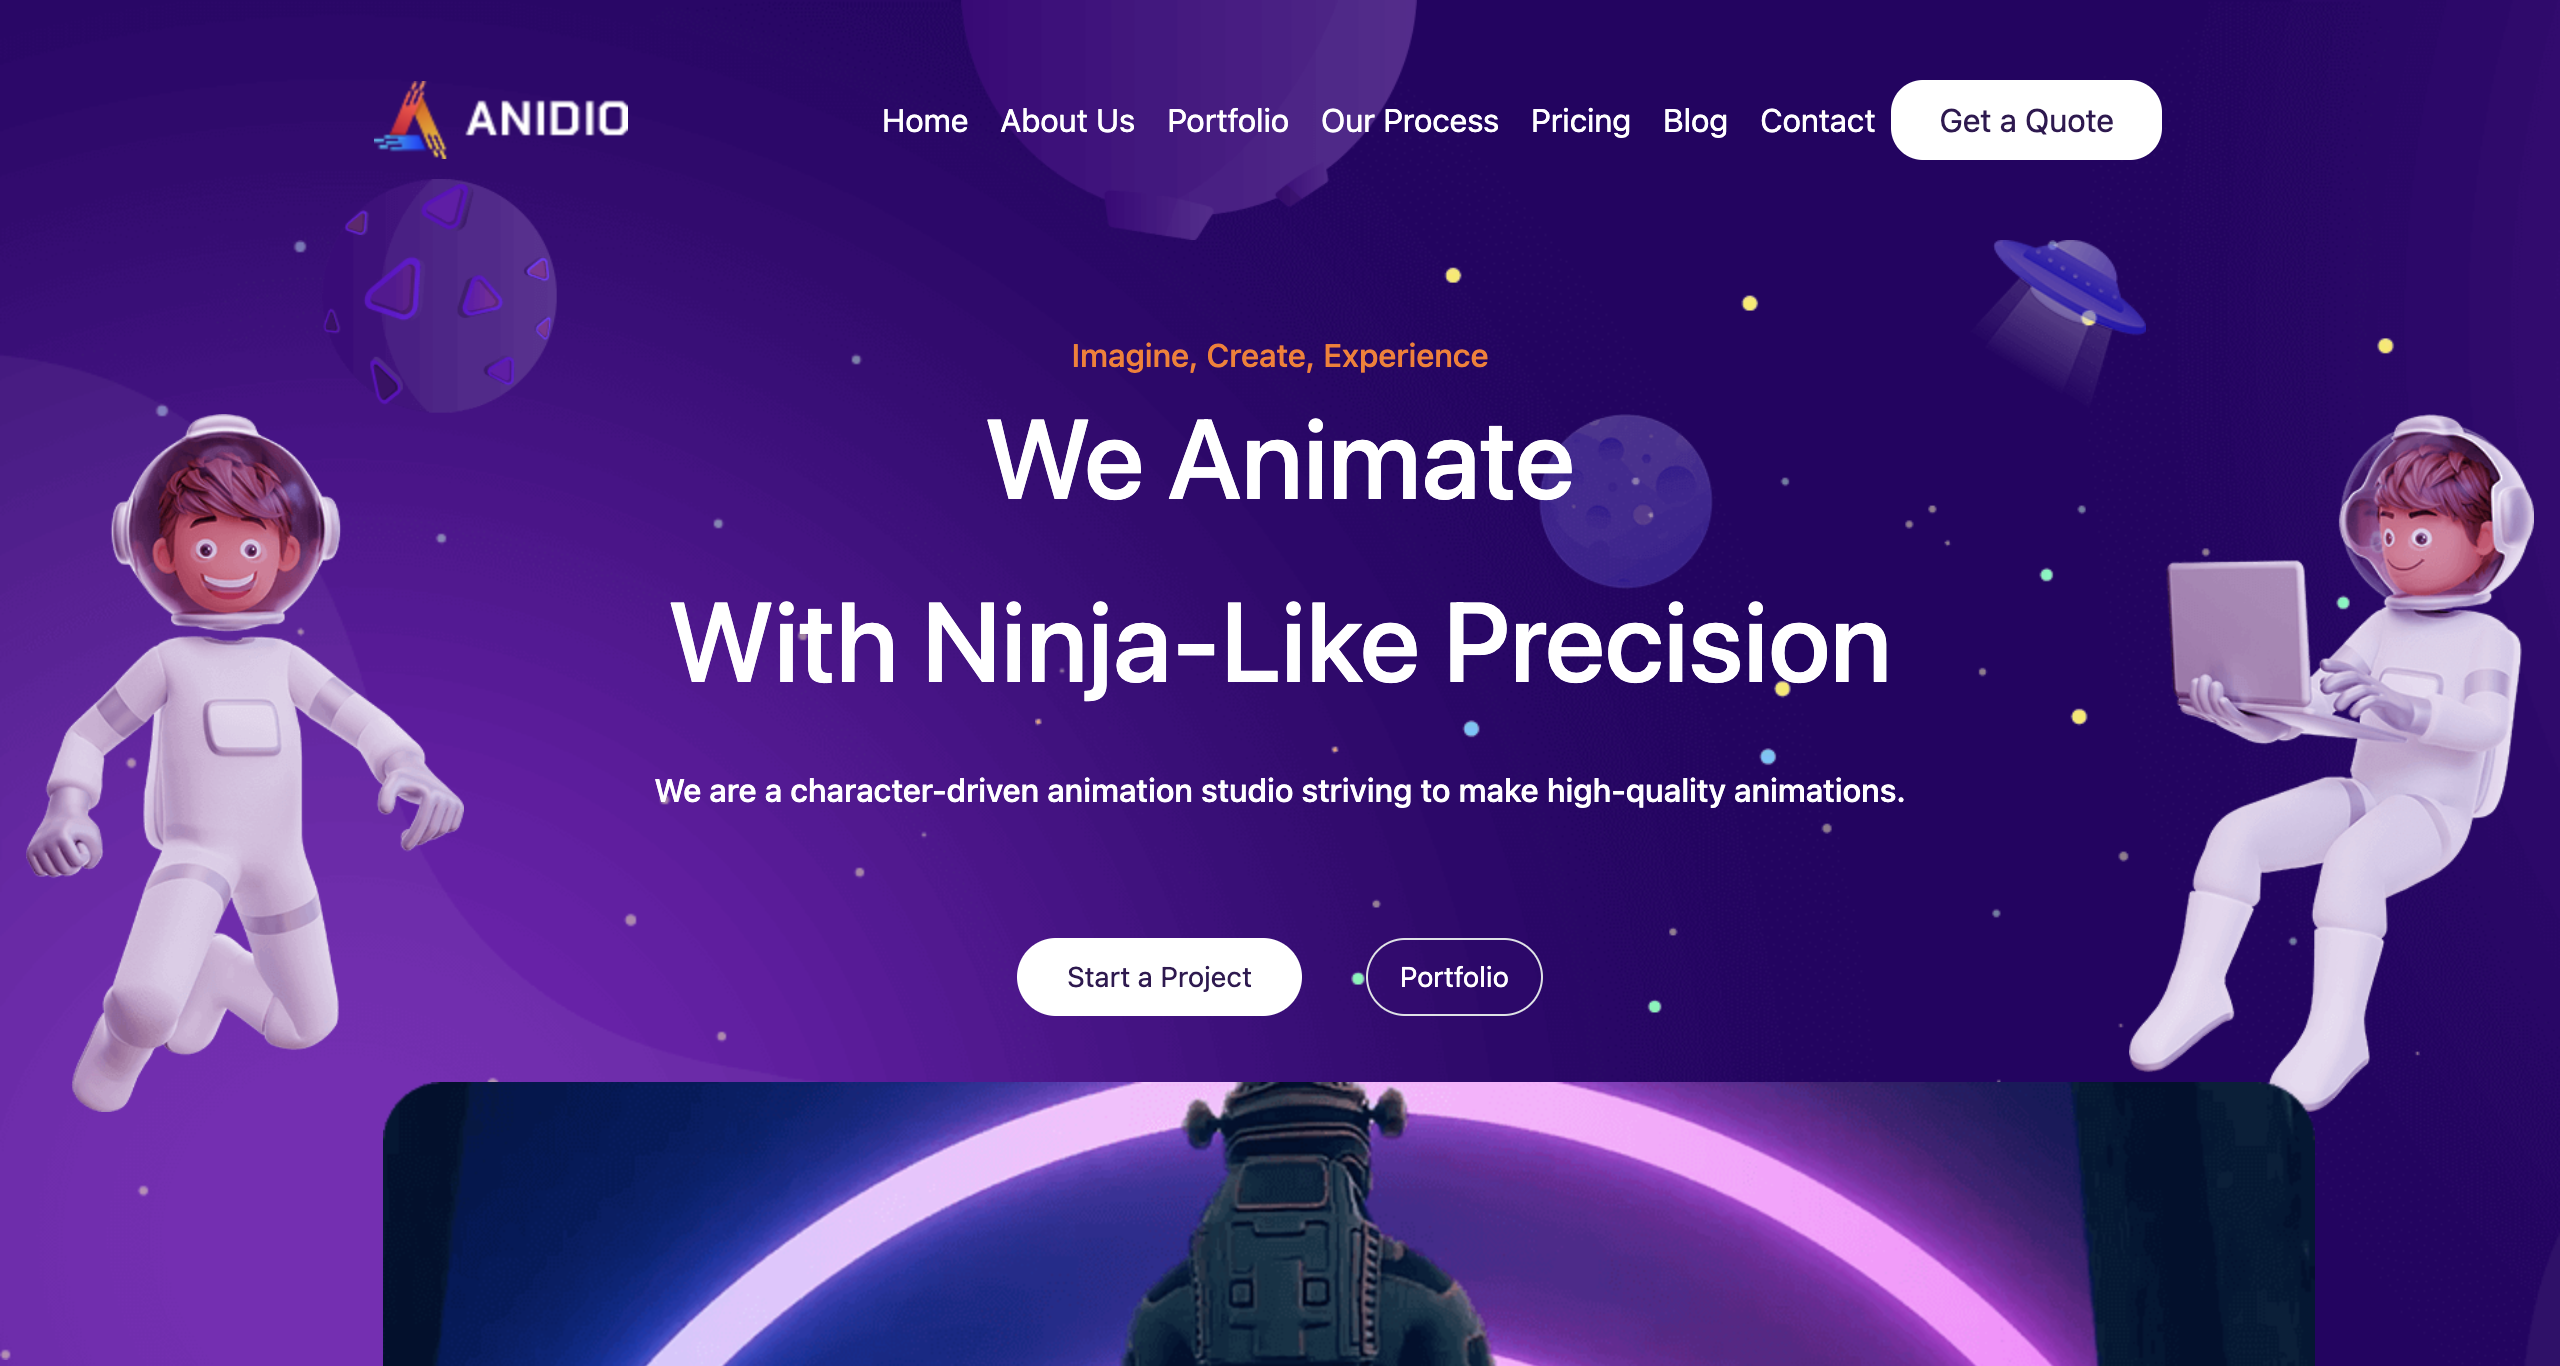 ANIDIO
Home About Us Portfolio Our Process Pricing Blog Contact Get a Quote
Imagine, Create, Experience
We Animate
With Ninja-Like Precision
We are a character-driven animation studio striving to make high-quality animations.
Start a Project Portfolio